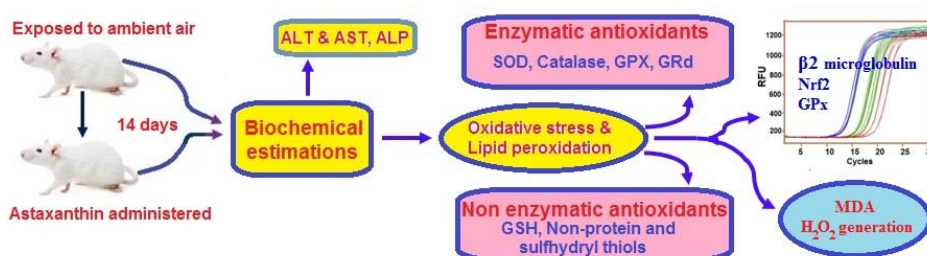 Exposed to ambient air
14 days
Astaxanthin administered
ALT & AST, ALP
Biochemical
estimations
Oxidative stress &
Lipid peroxidation
Enzymatic antioxidants
SOD, Catalase, GPX, GRd
Non enzymatic antioxidants
GSH, Non-protein and
sulfhydryl thiols
β2 microglobulin
Nrf2
GPx
RFU
1200
1000
800
600
400
200
5
10
15
20
25
Cycles
MDA
H₂O₂ generation